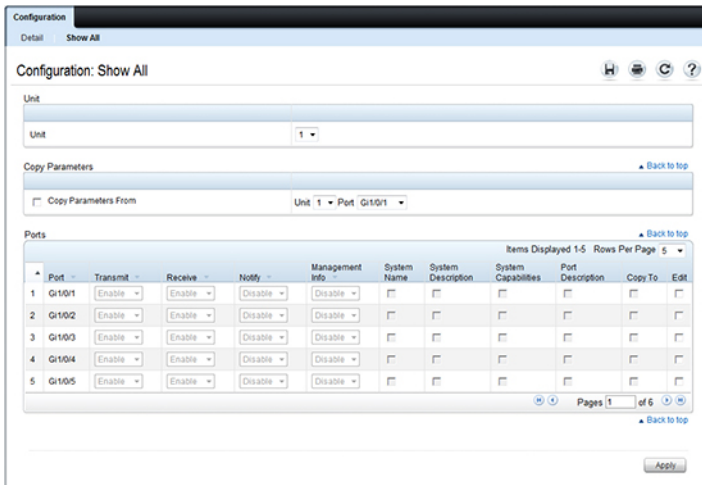 Configuration
Detail Show All
Configuration: Show All
?
Unit
Unit 1
Copy Parameters Back to top
Copy Parameters From Unit 1 Port Gi1/0/1
Ports Back to top
Items Displayed 1-5 Rows Per Page 5
Port Transmit Receive Notify Management Info System Name System Description System Capabilities Port Description Copy To Edit
1 Gi1/0/1 Enable Enable Disable Disable
2 Gi1/0/2 Enable Enable Disable Disable
3 Gi1/0/3 Enable Enable Disable Disable
4 Gi1/0/4 Enable Enable Disable Disable
5 Gi1/0/5 Enable Enable Disable Disable
Pages 1 of 6
Back to top
Apply